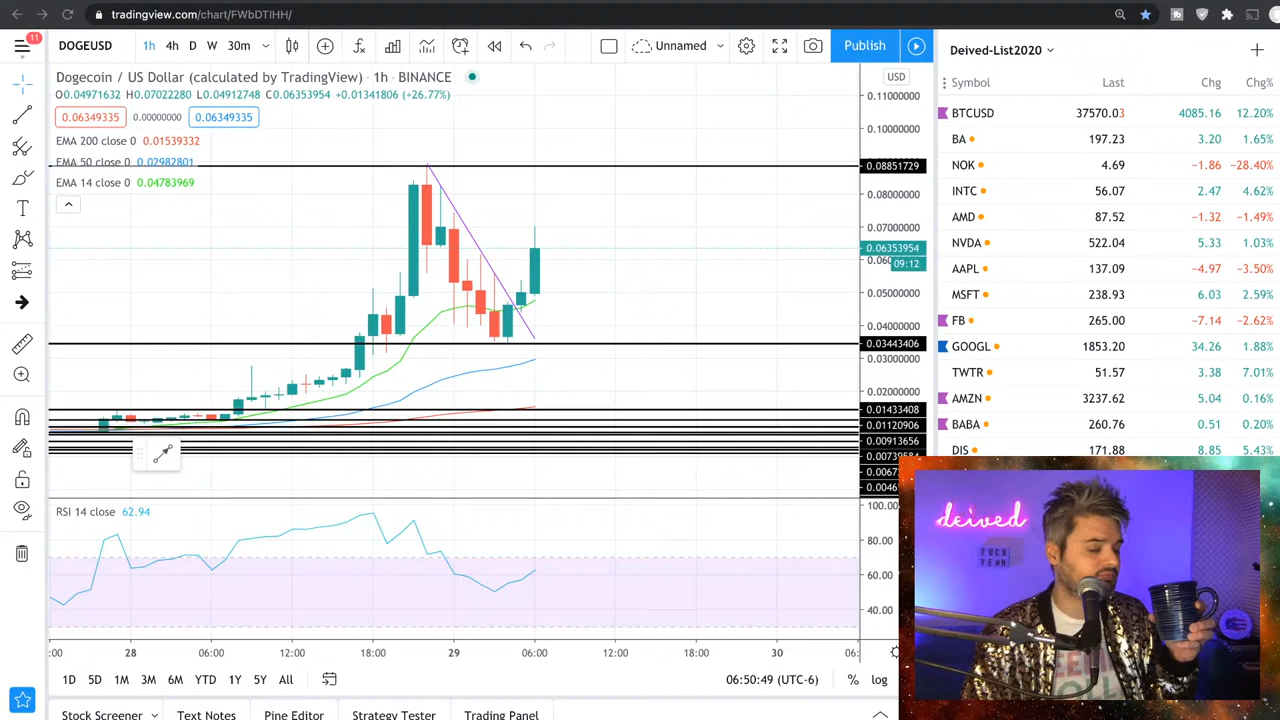 tradingview.com/chart/FWbDTIHH/
11
DOGEUSD 1h 4h D W 30m Unnamed Publish
Deived-List2020
Dogecoin / US Dollar (calculated by TradingView) · 1h · BINANCE
USD
O0.04971632 H0.07022280 L0.04912748 C0.06353954 +0.01341806 (+26.77%)
0.06349335 0.00000000 0.06349335
EMA 200 close 0 0.01539332
EMA 50 close 0 0.02982801
EMA 14 close 0 0.04783969
0.11000000
0.10000000
0.08851729
0.08000000
0.07000000
0.06353954
09:12
0.05000000
0.04000000
0.03443406
0.03000000
0.02000000
0.01433408
0.01120906
0.00913656
0.00739584
RSI 14 close 62.94
100.00
80.00
60.00
40.00
:00 28 06:00 12:00 18:00 29 06:00 12:00 18:00 30 06:
1D 5D 1M 3M 6M YTD 1Y 5Y All
06:50:49 (UTC-6) % log
Stock Screener Text Notes Pine Editor Strategy Tester Trading Panel
Symbol Last Chg Chg%
BTCUSD 37570.03 4085.16 12.20%
BA 197.23 3.20 1.65%
NOK 4.69 −1.86 −28.40%
INTC 56.07 2.47 4.62%
AMD 87.52 −1.32 −1.49%
NVDA 522.04 5.33 1.03%
AAPL 137.09 −4.97 −3.50%
MSFT 238.93 6.03 2.59%
FB 265.00 −7.14 −2.62%
GOOGL 1853.20 34.26 1.88%
TWTR 51.57 3.38 7.01%
AMZN 3237.62 5.04 0.16%
BABA 260.76 0.51 0.20%
DIS 171.88 8.85 5.43%
deived
FUCK
YEAH